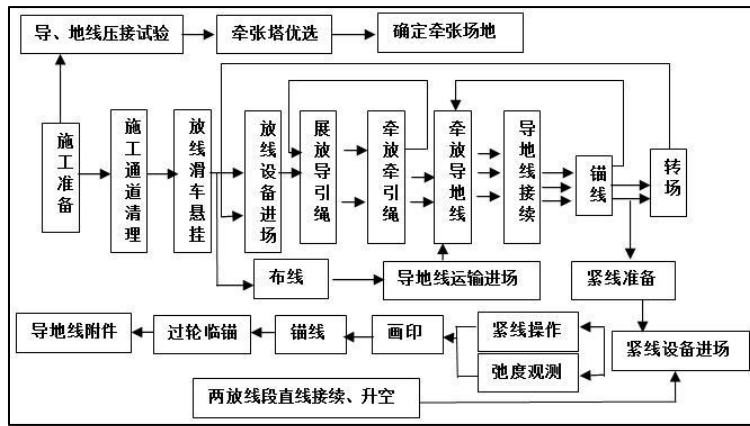 导、地线压接试验
牵张塔优选
确定牵张场地
施工准备
施工通道清理
放线滑车悬挂
放线设备进场
展放导引绳
牵放牵引绳
牵放导地线
导地线接续
锚线
转场
布线
导地线运输进场
紧线准备
导地线附件
过轮临锚
锚线
画印
紧线操作
弛度观测
紧线设备进场
两放线段直线接续、升空